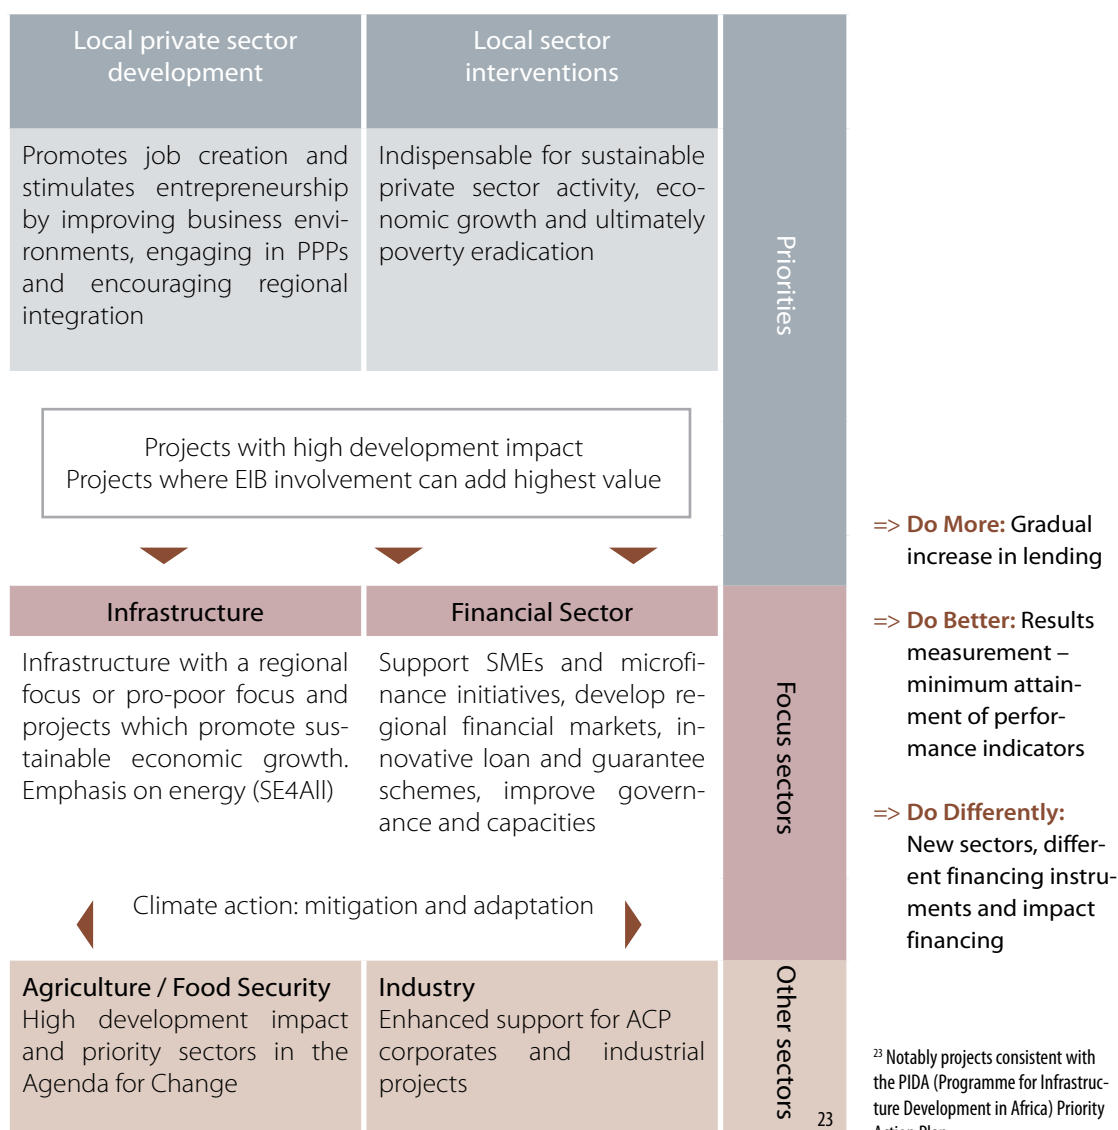 Local private sector
development
Local sector
interventions
Promotes job creation and
stimulates entrepreneurship
by improving business envi-
ronments, engaging in PPPs
and encouraging regional
integration
Indispensable for sustainable
private sector activity, eco-
nomic growth and ultimately
poverty eradication
Priorities
Projects with high development impact
Projects where EIB involvement can add highest value
Infrastructure
Infrastructure with a regional
focus or pro-poor focus and
projects which promote sus-
tainable economic growth.
Emphasis on energy (SE4All)
Financial Sector
Support SMEs and microfi-
nance initiatives, develop re-
gional financial markets, in-
novative loan and guarantee
schemes, improve govern-
ance and capacities
Focus sectors
Climate action: mitigation and adaptation
Agriculture / Food Security
High development impact
and priority sectors in the
Agenda for Change
Industry
Enhanced support for ACP
corporates and industrial
projects
Other sectors
23
=> Do More: Gradual
increase in lending
=> Do Better: Results
measurement –
minimum attain-
ment of perfor-
mance indicators
=> Do Differently:
New sectors, differ-
ent financing instru-
ments and impact
financing
23 Notably projects consistent with
the PIDA (Programme for Infrastruc-
ture Development in Africa) Priority